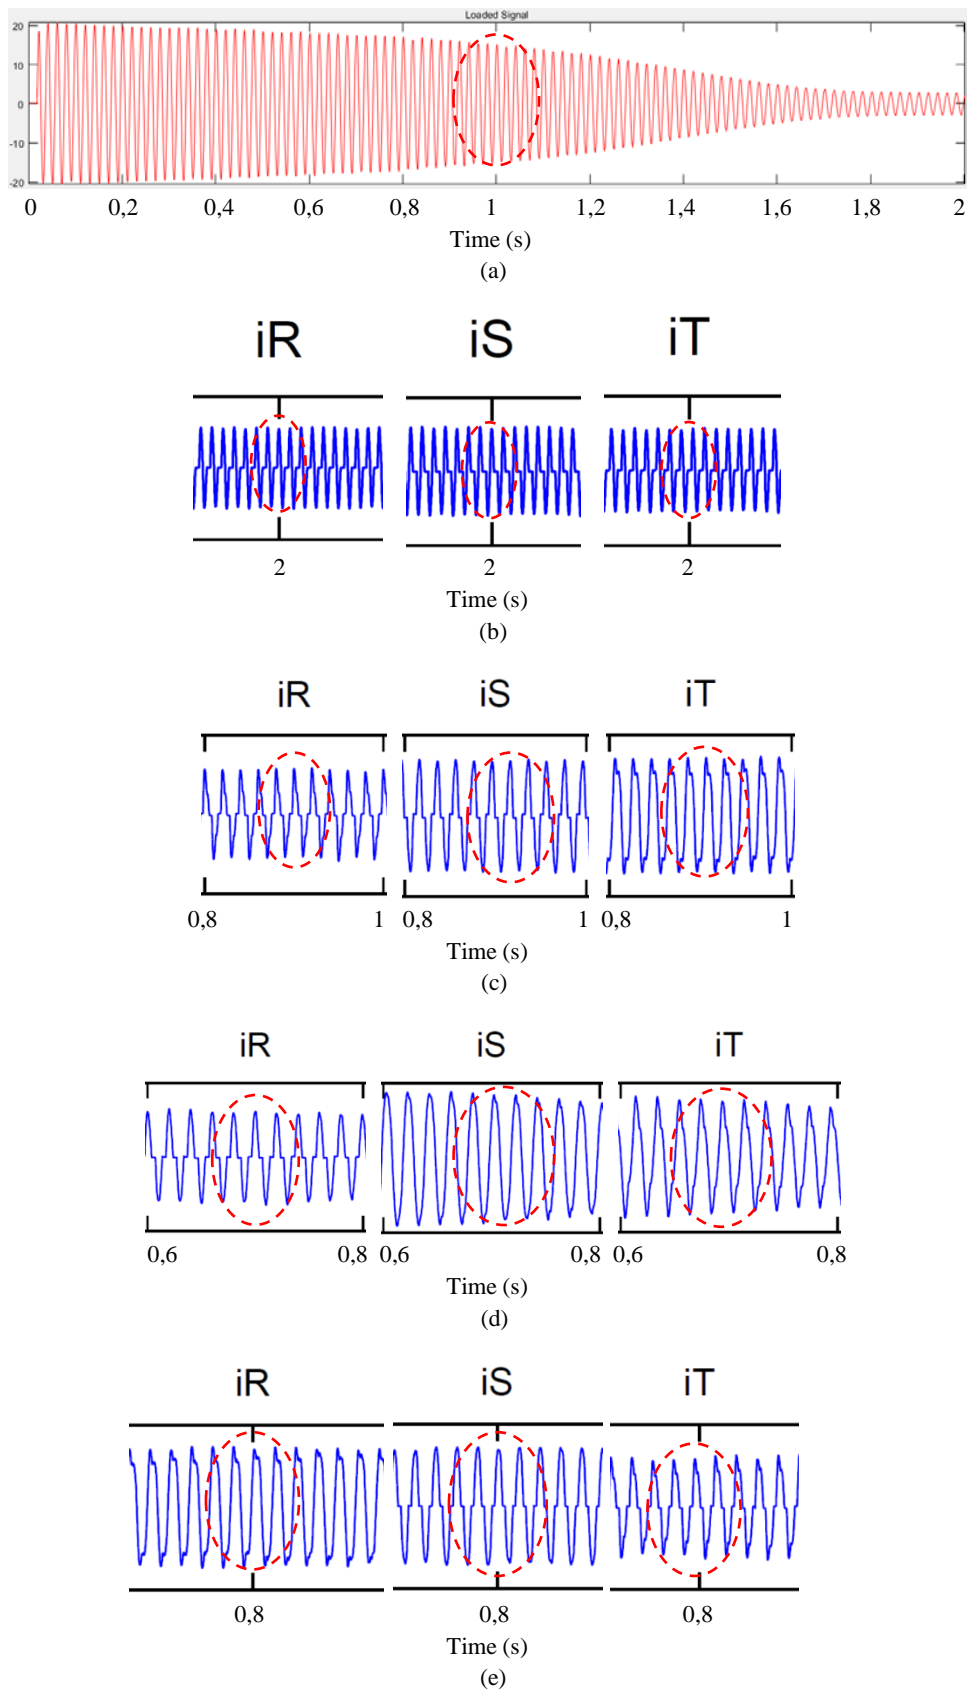 Loaded Signal
20
10
0
-10
-20
0 0,2 0,4 0,6 0,8 1 1,2 1,4 1,6 1,8 2
Time (s)
(a)
iR iS iT
2 2 2
Time (s)
(b)
iR iS iT
0,8 1 0,8 1 0,8 1
Time (s)
(c)
iR iS iT
0,6 0,8 0,6 0,8 0,6 0,8
Time (s)
(d)
iR iS iT
0,8 0,8 0,8
Time (s)
(e)